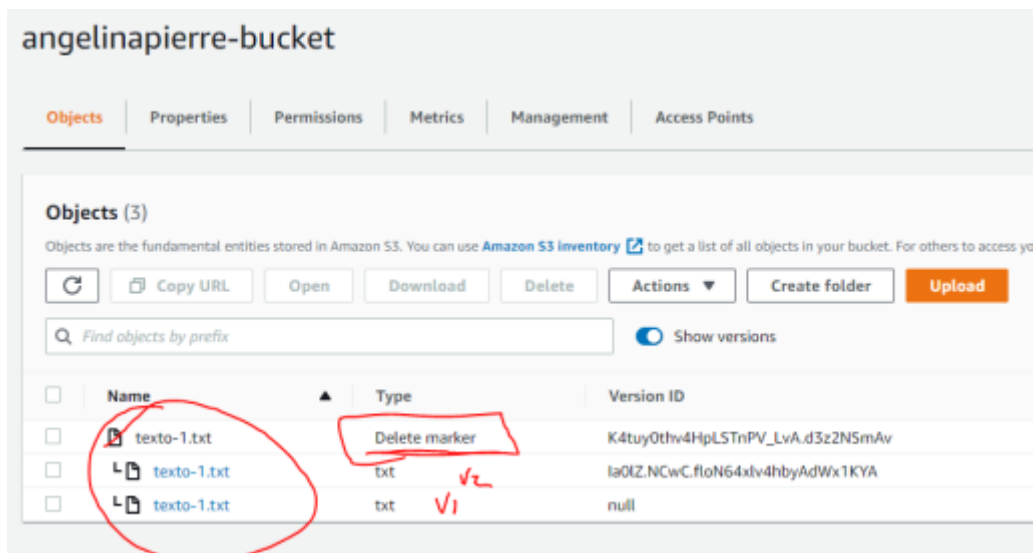 angelinapierre-bucket
Objects Properties Permissions Metrics Management Access Points
Objects (3)
Objects are the fundamental entities stored in Amazon S3. You can use Amazon S3 inventory to get a list of all objects in your bucket. For others to access yo
Copy URL Open Download Delete Actions Create folder Upload
Find objects by prefix Show versions
Name Type Version ID
texto-1.txt Delete marker K4tuy0thv4HpLSTnPV_LvA.d3z2NSmAv
texto-1.txt txt V2 Ia0lZ.NCwC.floN64xlv4hbyAdWx1KYA
texto-1.txt txt V1 null